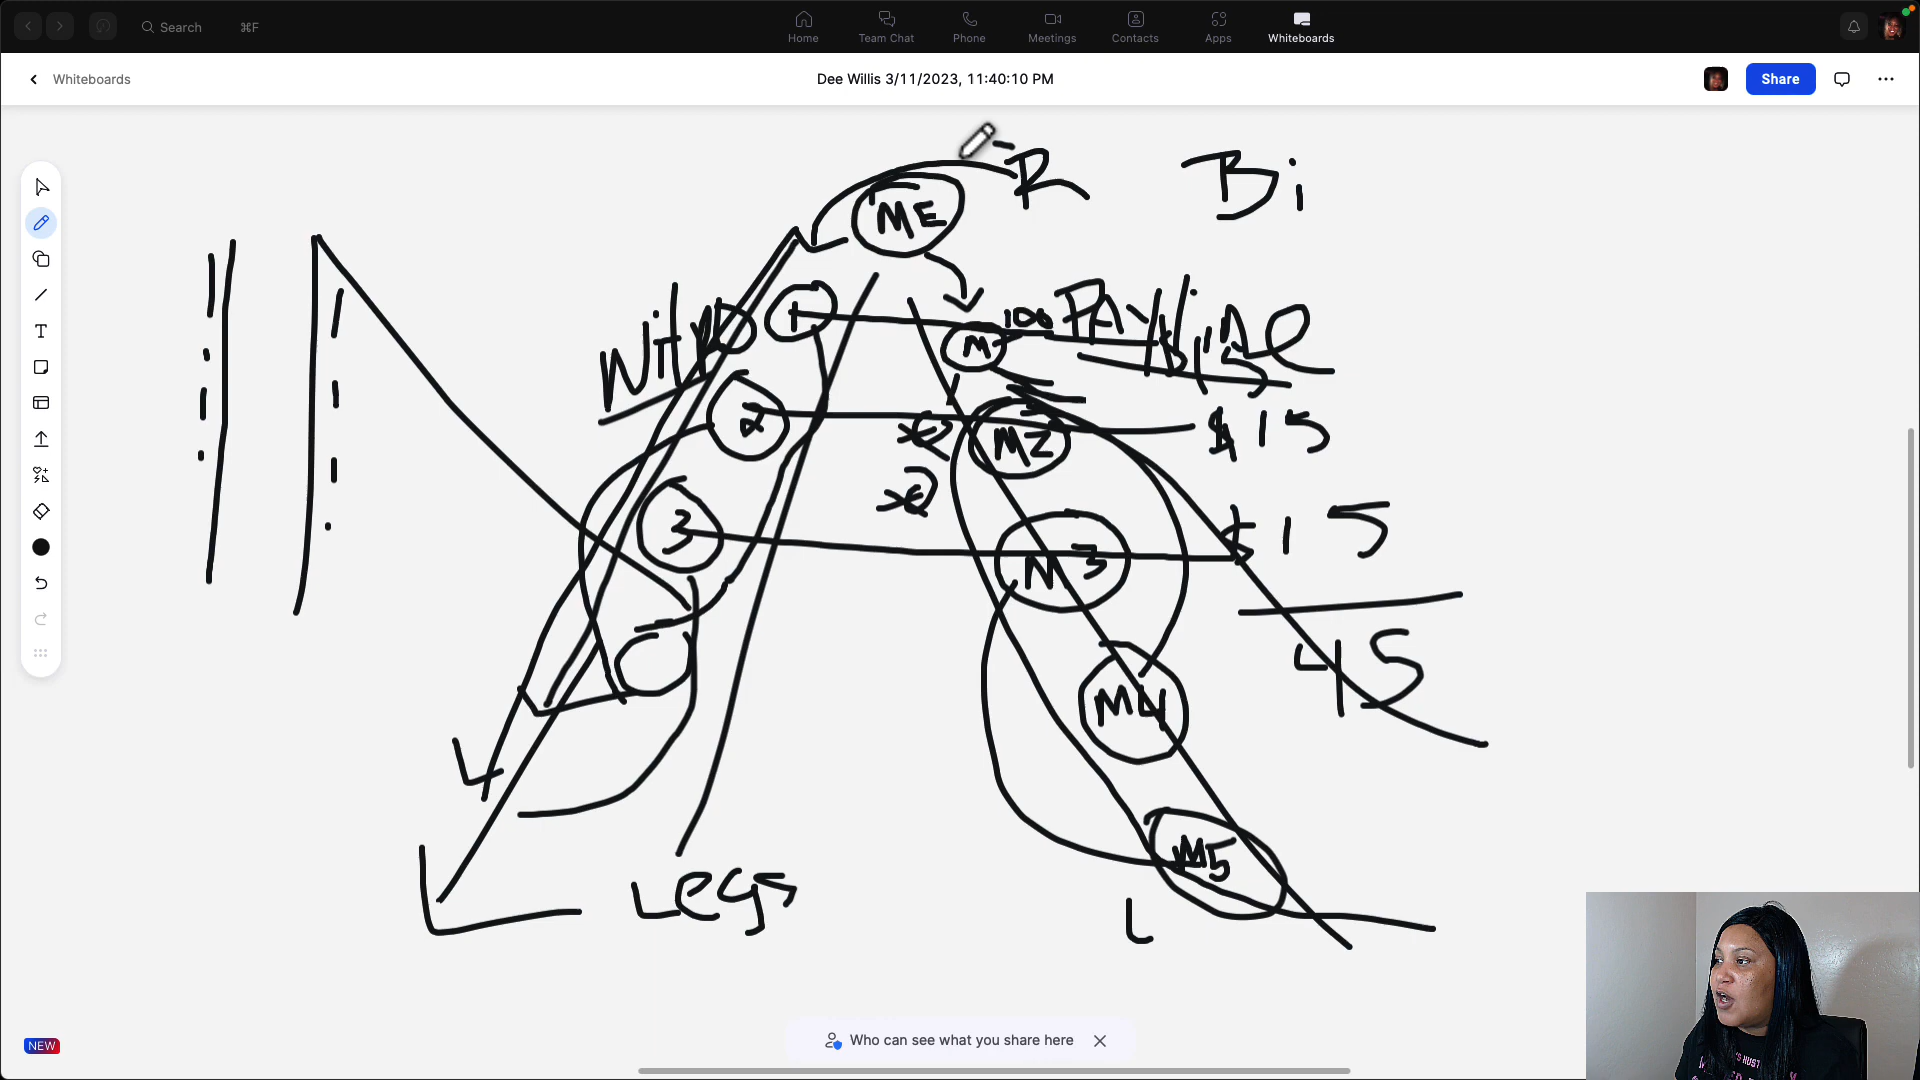 Search ⌘F
Home Team Chat Phone Meetings Contacts Apps Whiteboards
Whiteboards
Dee Willis 3/11/2023, 11:40:10 PM
Share
R Bi
ME
1 M 100
With
2 M2 $15
3 M3 $15
45
M4
M5
Legs
L
NEW
Who can see what you share here